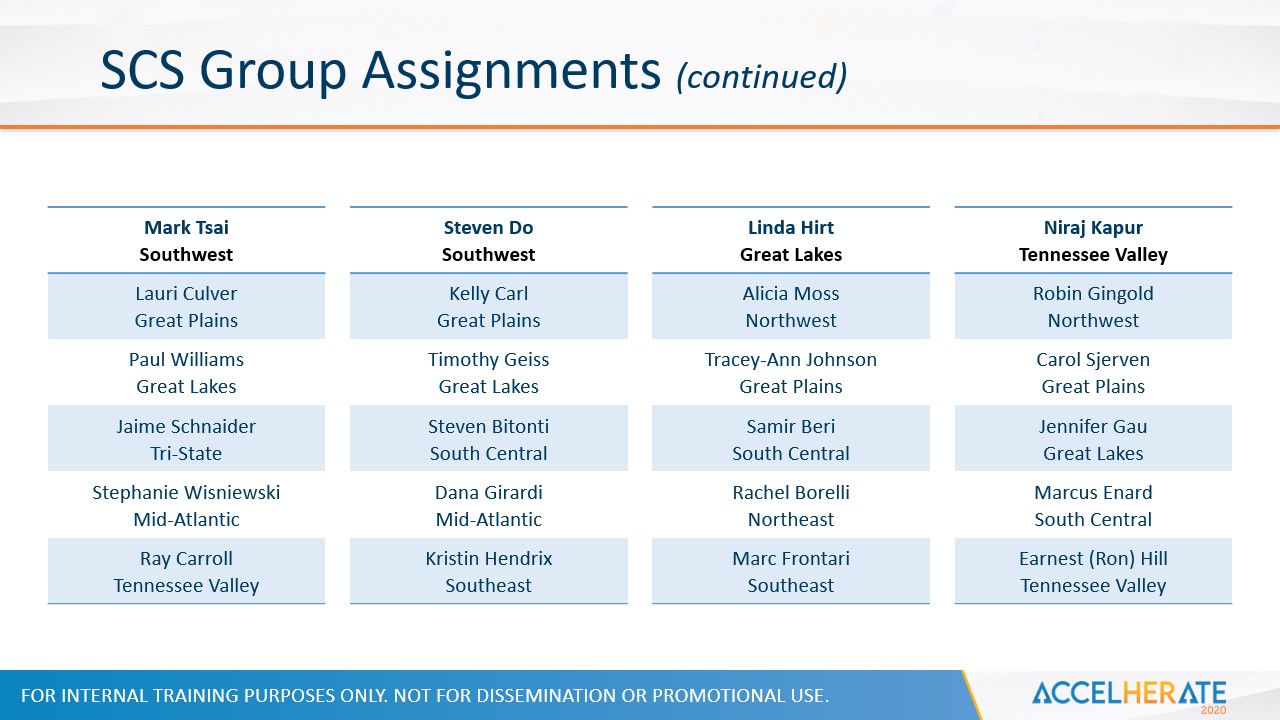 SCS Group Assignments (continued)
Mark Tsai
Southwest
Lauri Culver
Great Plains
Paul Williams
Great Lakes
Jaime Schnaider
Tri-State
Stephanie Wisniewski
Mid-Atlantic
Ray Carroll
Tennessee Valley
Steven Do
Southwest
Kelly Carl
Great Plains
Timothy Geiss
Great Lakes
Steven Bitonti
South Central
Dana Girardi
Mid-Atlantic
Kristin Hendrix
Southeast
Linda Hirt
Great Lakes
Alicia Moss
Northwest
Tracey-Ann Johnson
Great Plains
Samir Beri
South Central
Rachel Borelli
Northeast
Marc Frontari
Southeast
Niraj Kapur
Tennessee Valley
Robin Gingold
Northwest
Carol Sjerven
Great Plains
Jennifer Gau
Great Lakes
Marcus Enard
South Central
Earnest (Ron) Hill
Tennessee Valley
FOR INTERNAL TRAINING PURPOSES ONLY. NOT FOR DISSEMINATION OR PROMOTIONAL USE.
ACCELHERATE
2020